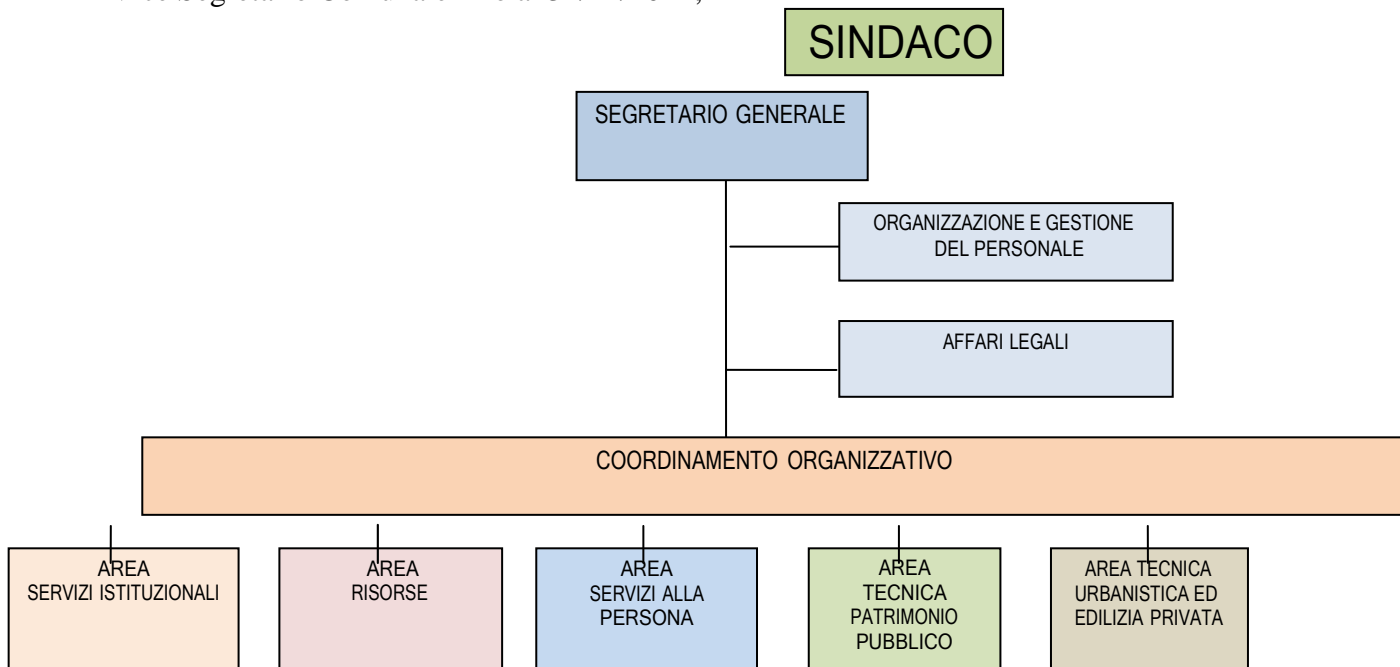 SINDACO
SEGRETARIO GENERALE
ORGANIZZAZIONE E GESTIONE
DEL PERSONALE
AFFARI LEGALI
COORDINAMENTO ORGANIZZATIVO
AREA
SERVIZI ISTITUZIONALI
AREA
RISORSE
AREA
SERVIZI ALLA
PERSONA
AREA
TECNICA
PATRIMONIO
PUBBLICO
AREA TECNICA
URBANISTICA ED
EDILIZIA PRIVATA